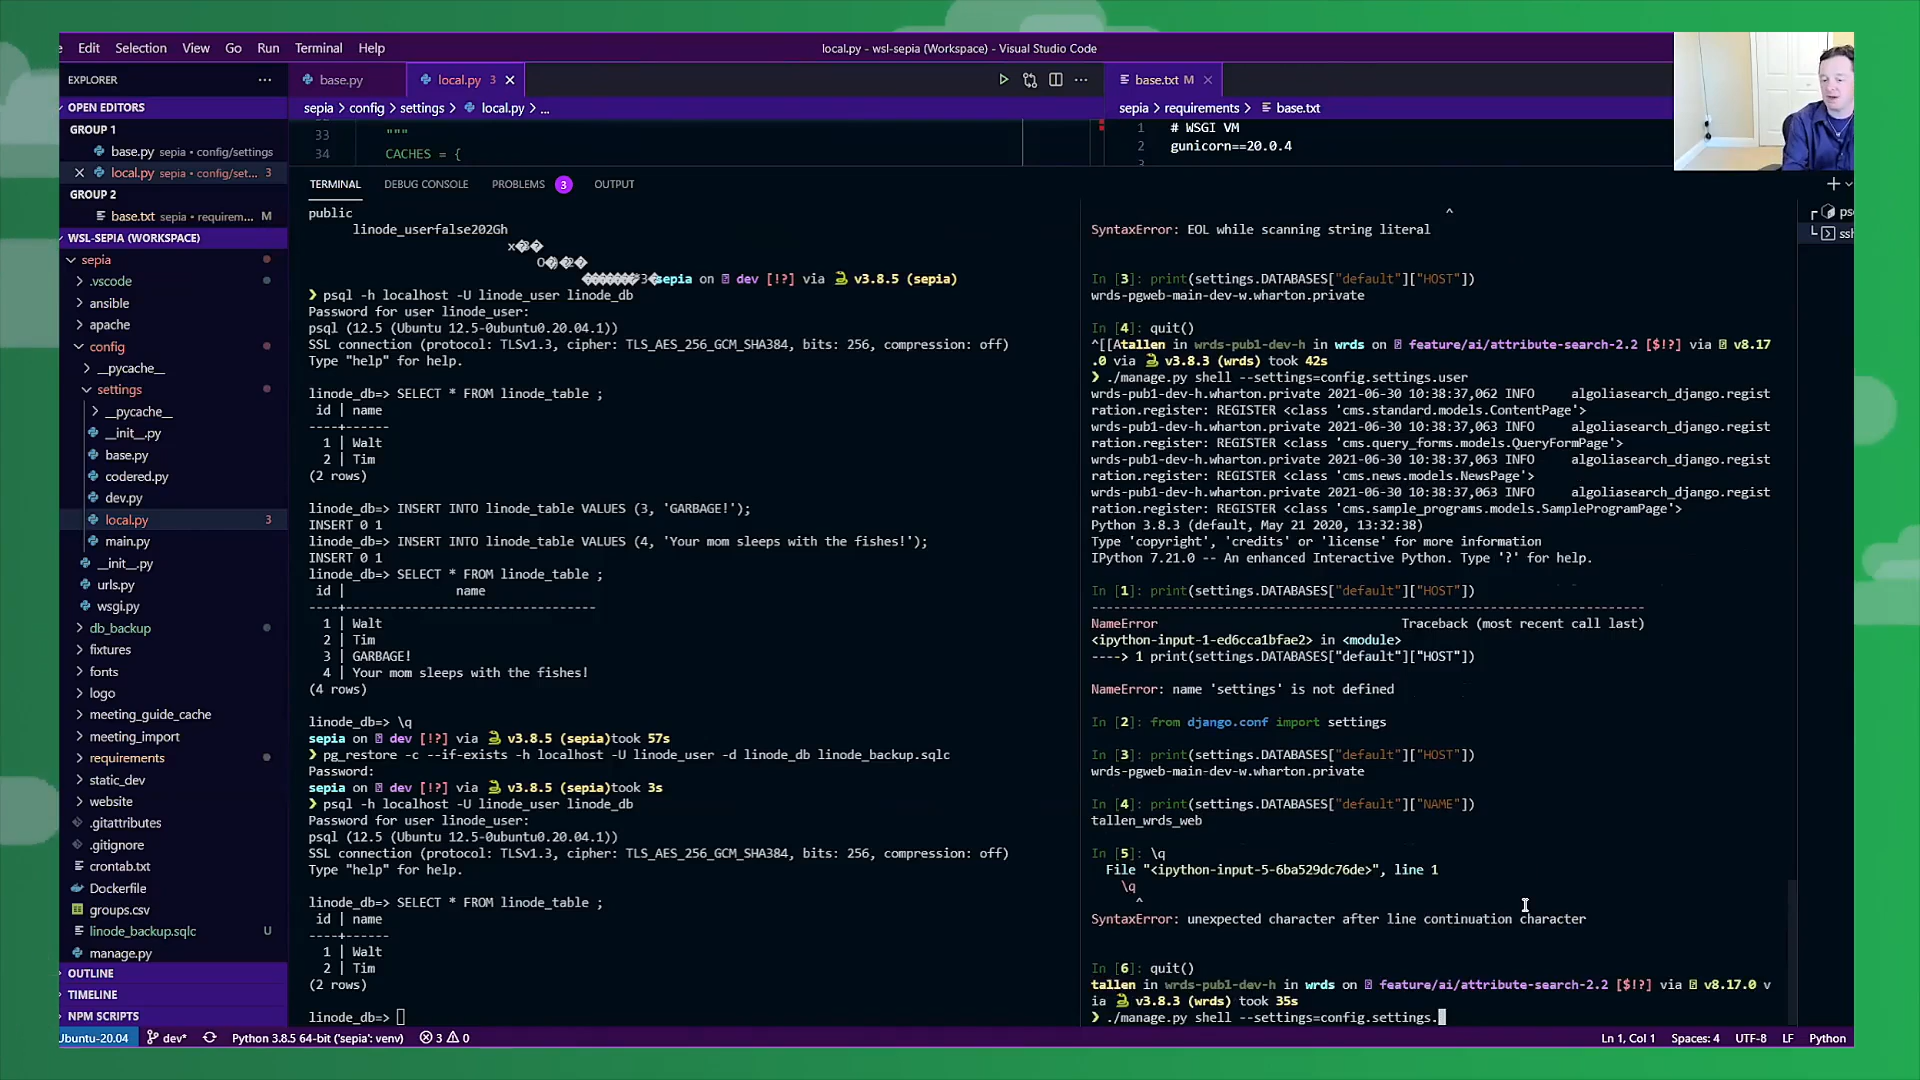 Edit Selection View Go Run Terminal Help
local.py - wsl-sepia (Workspace) - Visual Studio Code
EXPLORER
OPEN EDITORS
GROUP 1
base.py sepia • config/settings
local.py sepia • config/set... 3
GROUP 2
base.txt sepia • requirem... M
WSL-SEPIA (WORKSPACE)
sepia
.vscode
ansible
apache
config
__pycache__
settings
__pycache__
__init__.py
base.py
codered.py
dev.py
local.py 3
main.py
__init__.py
urls.py
wsgi.py
db_backup
fixtures
fonts
logo
meeting_guide_cache
meeting_import
requirements
static_dev
website
.gitattributes
.gitignore
crontab.txt
Dockerfile
groups.csv
linode_backup.sqlc U
manage.py
OUTLINE
TIMELINE
NPM SCRIPTS
base.py
local.py 3
sepia > config > settings > local.py > ...
33 """
34 CACHES = {
base.txt M
sepia > requirements > base.txt
1 # WSGI VM
2 gunicorn==20.0.4
3
TERMINAL DEBUG CONSOLE PROBLEMS 3 OUTPUT
public
linode_userfalse202Gh
sepia on dev [!?] via v3.8.5 (sepia)
❯ psql -h localhost -U linode_user linode_db
Password for user linode_user:
psql (12.5 (Ubuntu 12.5-0ubuntu0.20.04.1))
SSL connection (protocol: TLSv1.3, cipher: TLS_AES_256_GCM_SHA384, bits: 256, compression: off)
Type "help" for help.
linode_db=> SELECT * FROM linode_table ;
id | name
----+------
1 | Walt
2 | Tim
(2 rows)
linode_db=> INSERT INTO linode_table VALUES (3, 'GARBAGE!');
INSERT 0 1
linode_db=> INSERT INTO linode_table VALUES (4, 'Your mom sleeps with the fishes!');
INSERT 0 1
linode_db=> SELECT * FROM linode_table ;
id | name
----+----------------------------------
1 | Walt
2 | Tim
3 | GARBAGE!
4 | Your mom sleeps with the fishes!
(4 rows)
linode_db=> \q
sepia on dev [!?] via v3.8.5 (sepia)took 57s
❯ pg_restore -c --if-exists -h localhost -U linode_user -d linode_db linode_backup.sqlc
Password:
sepia on dev [!?] via v3.8.5 (sepia)took 3s
❯ psql -h localhost -U linode_user linode_db
Password for user linode_user:
psql (12.5 (Ubuntu 12.5-0ubuntu0.20.04.1))
SSL connection (protocol: TLSv1.3, cipher: TLS_AES_256_GCM_SHA384, bits: 256, compression: off)
Type "help" for help.
linode_db=> SELECT * FROM linode_table ;
id | name
----+------
1 | Walt
2 | Tim
(2 rows)
linode_db=>
^
SyntaxError: EOL while scanning string literal
In [3]: print(settings.DATABASES["default"]["HOST"])
wrds-pgweb-main-dev-w.wharton.private
In [4]: quit()
^[[Atallen in wrds-pub1-dev-h in wrds on feature/ai/attribute-search-2.2 [$!?] via v8.17
.0 via v3.8.3 (wrds) took 42s
❯ ./manage.py shell --settings=config.settings.user
wrds-pub1-dev-h.wharton.private 2021-06-30 10:38:37,062 INFO algoliasearch_django.regist
ration.register: REGISTER <class 'cms.standard.models.ContentPage'>
wrds-pub1-dev-h.wharton.private 2021-06-30 10:38:37,063 INFO algoliasearch_django.regist
ration.register: REGISTER <class 'cms.query_forms.models.QueryFormPage'>
wrds-pub1-dev-h.wharton.private 2021-06-30 10:38:37,063 INFO algoliasearch_django.regist
ration.register: REGISTER <class 'cms.news.models.NewsPage'>
wrds-pub1-dev-h.wharton.private 2021-06-30 10:38:37,063 INFO algoliasearch_django.regist
ration.register: REGISTER <class 'cms.sample_programs.models.SampleProgramPage'>
Python 3.8.3 (default, May 21 2020, 13:32:38)
Type 'copyright', 'credits' or 'license' for more information
IPython 7.21.0 -- An enhanced Interactive Python. Type '?' for help.
In [1]: print(settings.DATABASES["default"]["HOST"])
---------------------------------------------------------------------------
NameError Traceback (most recent call last)
<ipython-input-1-ed6cca1bfae2> in <module>
----> 1 print(settings.DATABASES["default"]["HOST"])
NameError: name 'settings' is not defined
In [2]: from django.conf import settings
In [3]: print(settings.DATABASES["default"]["HOST"])
wrds-pgweb-main-dev-w.wharton.private
In [4]: print(settings.DATABASES["default"]["NAME"])
tallen_wrds_web
In [5]: \q
File "<ipython-input-5-6ba529dc76de>", line 1
\q
^
SyntaxError: unexpected character after line continuation character
In [6]: quit()
tallen in wrds-pub1-dev-h in wrds on feature/ai/attribute-search-2.2 [$!?] via v8.17.0 v
ia v3.8.3 (wrds) took 35s
❯ ./manage.py shell --settings=config.settings.
Ubuntu-20.04 dev* Python 3.8.5 64-bit ('sepia': venv) 3 0
Ln 1, Col 1 Spaces: 4 UTF-8 LF Python